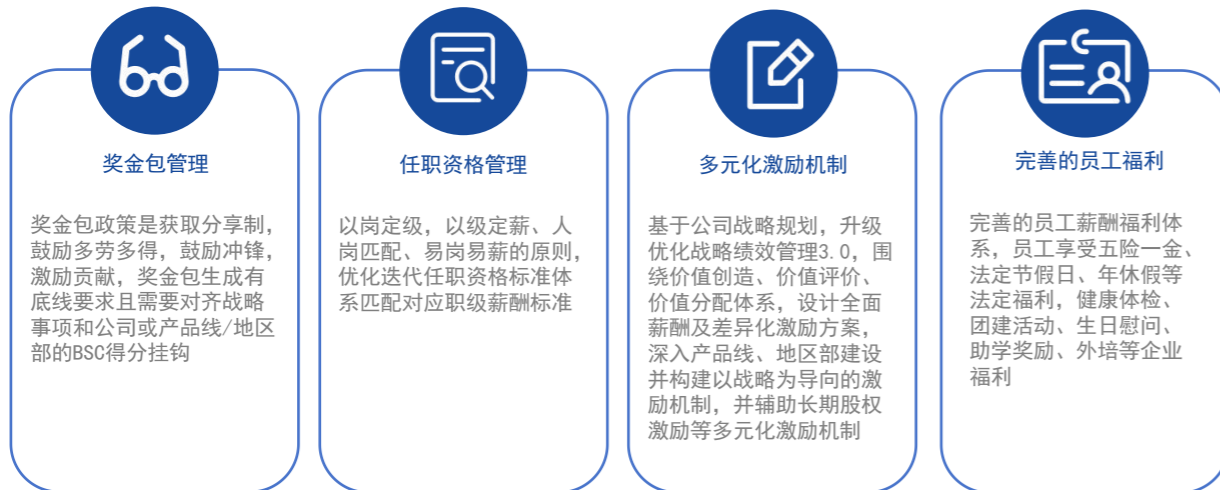 奖金包管理
奖金包政策是获取分享制，
鼓励多劳多得，鼓励冲锋，
激励贡献，奖金包生成有
底线要求且需要对齐战略
事项和公司或产品线/地区
部的BSC得分挂钩
任职资格管理
以岗定级，以级定薪、人
岗匹配、易岗易薪的原则，
优化迭代任职资格标准体
系匹配对应职级薪酬标准
多元化激励机制
基于公司战略规划，升级
优化战略绩效管理3.0，围
绕价值创造、价值评价、
价值分配体系，设计全面
薪酬及差异化激励方案，
深入产品线、地区部建设
并构建以战略为导向的激
励机制，并辅助长期股权
激励等多元化激励机制
完善的员工福利
完善的员工薪酬福利体
系，员工享受五险一金、
法定节假日、年休假等
法定福利，健康体检、
团建活动、生日慰问、
助学奖励、外培等企业
福利